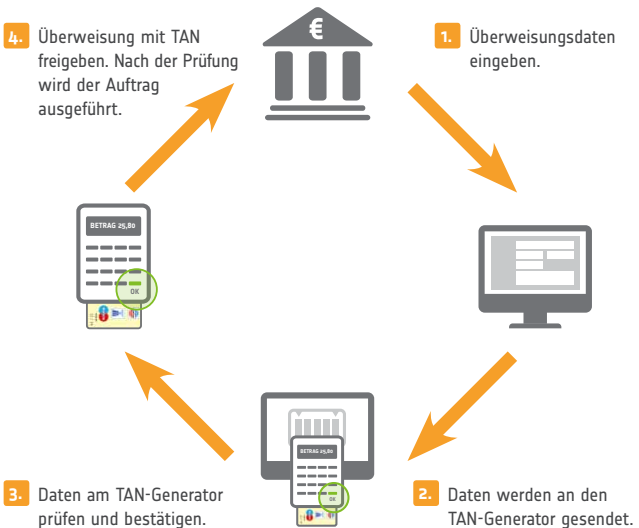 €
1. Überweisungsdaten
eingeben.
2. Daten werden an den
TAN-Generator gesendet.
BETRAG 25,80
OK
3. Daten am TAN-Generator
prüfen und bestätigen.
BETRAG 25,80
OK
4. Überweisung mit TAN
freigeben. Nach der Prüfung
wird der Auftrag
ausgeführt.